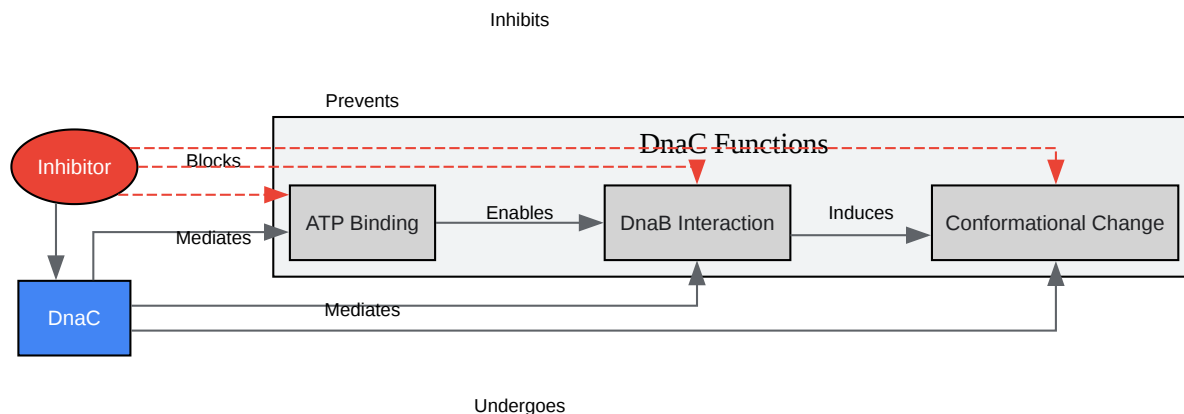 Inhibits
Prevents
DnaC Functions
Inhibitor
Blocks
ATP Binding
Enables
DnaB Interaction
Induces
Conformational Change
Mediates
DnaC
Mediates
Undergoes